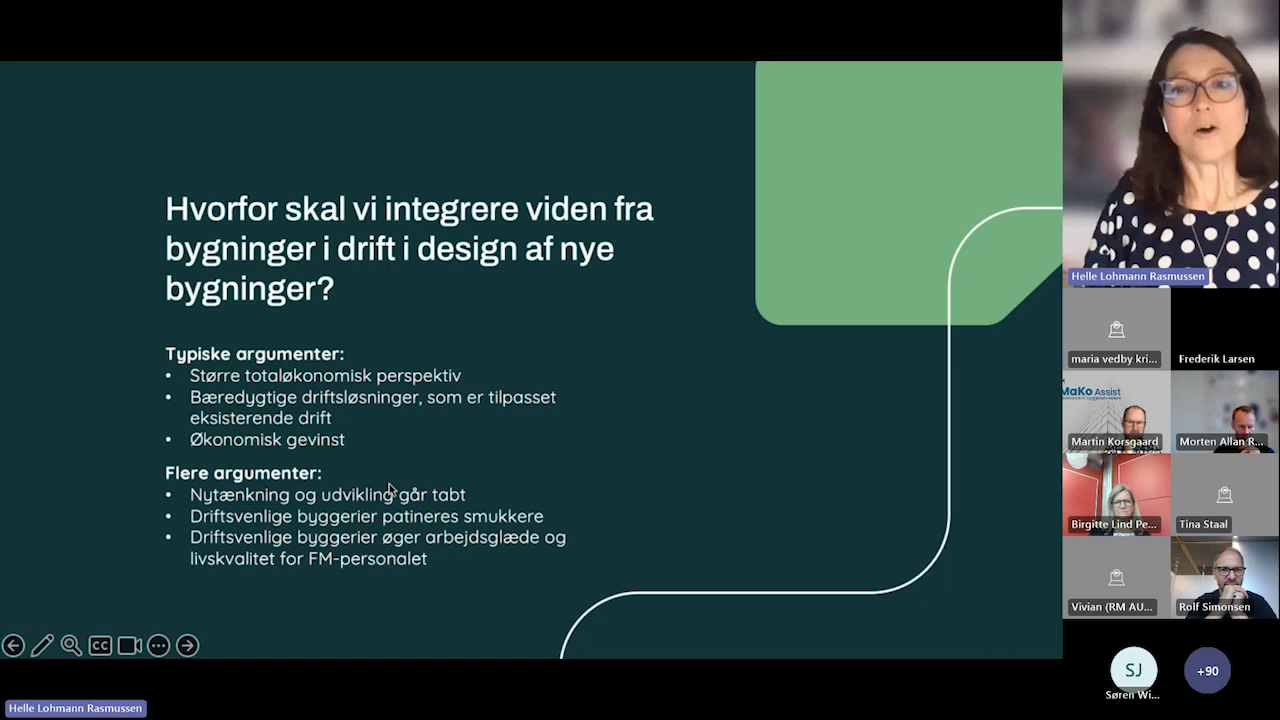 Hvorfor skal vi integrere viden fra
bygninger i drift i design af nye
bygninger?
Typiske argumenter:
• Større totaløkonomisk perspektiv
• Bæredygtige driftsløsninger, som er tilpasset
eksisterende drift
• Økonomisk gevinst
Flere argumenter:
• Nytænkning og udvikling går tabt
• Driftsvenlige byggerier patineres smukkere
• Driftsvenlige byggerier øger arbejdsglæde og
livskvalitet for FM-personalet
CC
Helle Lohmann Rasmussen
Helle Lohmann Rasmussen
maria vedby kri...
Frederik Larsen
MaKo Assist
Martin Korsgaard
Morten Allan R...
Birgitte Lind Pe...
Tina Staal
Vivian (RM AU...
Rolf Simonsen
SJ
+90
Søren Wi...